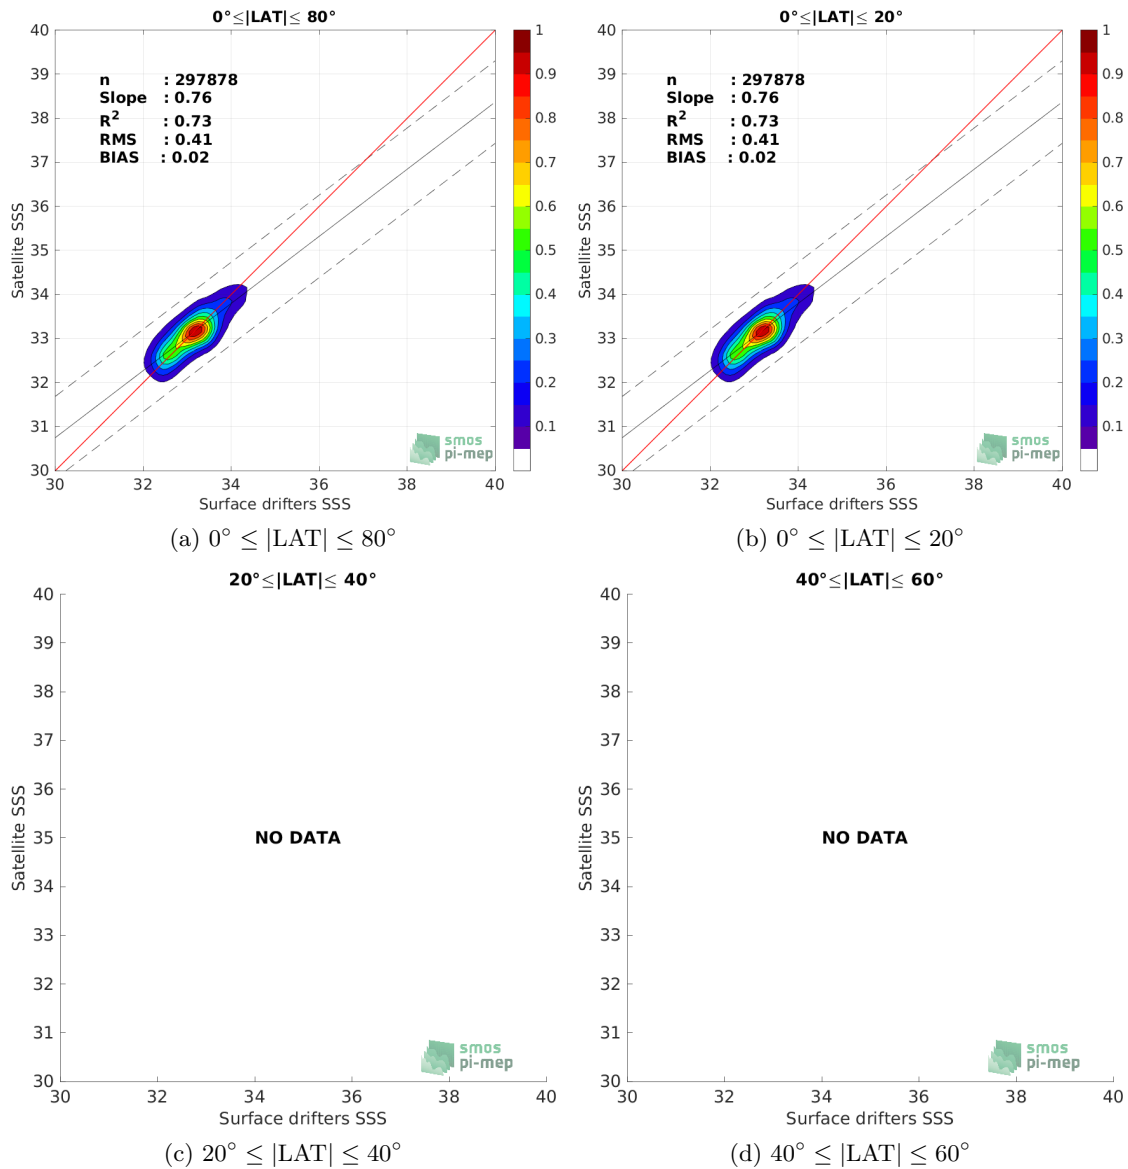 0°≤|LAT|≤ 80°
40
39
38
37
36
35
34
33
32
31
30
Satellite SSS
n : 297878
Slope : 0.76
R² : 0.73
RMS : 0.41
BIAS : 0.02
smos
pi-mep
30 32 34 36 38 40
Surface drifters SSS
1
0.9
0.8
0.7
0.6
0.5
0.4
0.3
0.2
0.1
(a) 0° ≤ |LAT| ≤ 80°
0°≤|LAT|≤ 20°
40
39
38
37
36
35
34
33
32
31
30
Satellite SSS
n : 297878
Slope : 0.76
R² : 0.73
RMS : 0.41
BIAS : 0.02
smos
pi-mep
30 32 34 36 38 40
Surface drifters SSS
1
0.9
0.8
0.7
0.6
0.5
0.4
0.3
0.2
0.1
(b) 0° ≤ |LAT| ≤ 20°
20°≤|LAT|≤ 40°
40
39
38
37
36
35
34
33
32
31
30
Satellite SSS
NO DATA
smos
pi-mep
30 32 34 36 38 40
Surface drifters SSS
(c) 20° ≤ |LAT| ≤ 40°
40°≤|LAT|≤ 60°
40
39
38
37
36
35
34
33
32
31
30
Satellite SSS
NO DATA
smos
pi-mep
30 32 34 36 38 40
Surface drifters SSS
(d) 40° ≤ |LAT| ≤ 60°